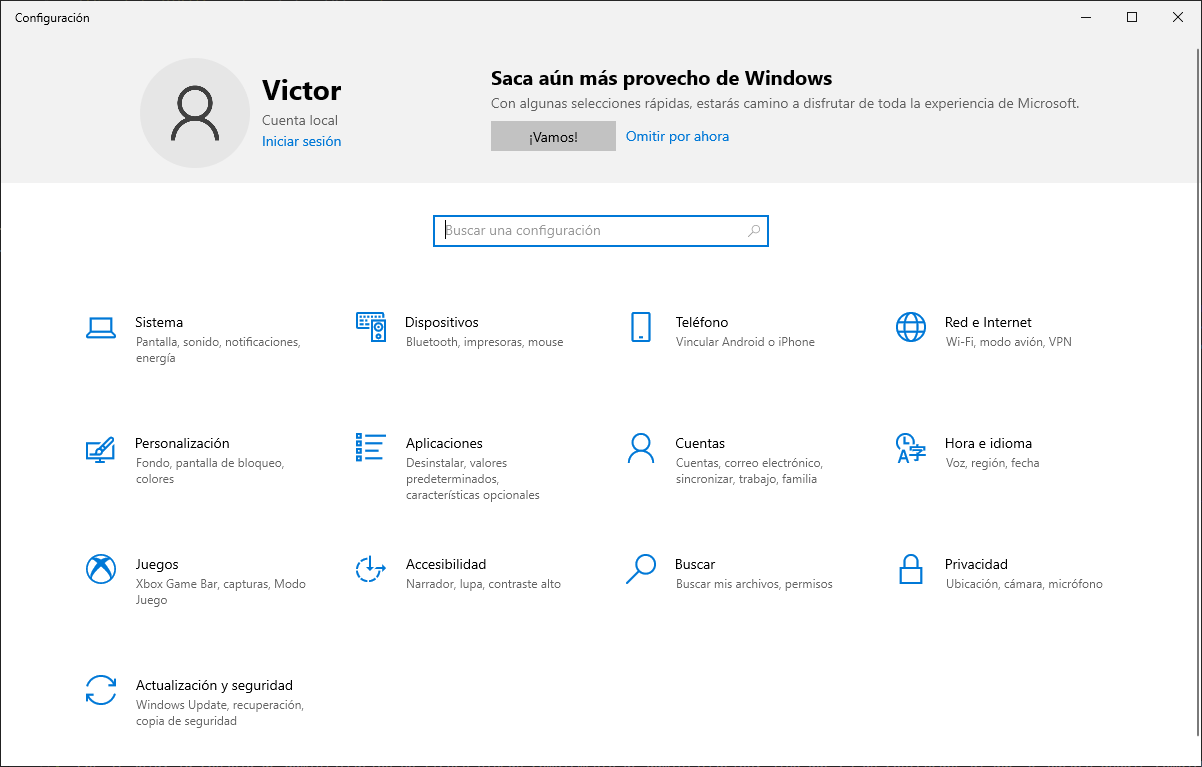 Configuración
Victor
Cuenta local
Iniciar sesión
Saca aún más provecho de Windows
Con algunas selecciones rápidas, estarás camino a disfrutar de toda la experiencia de Microsoft.
¡Vamos!
Omitir por ahora
Buscar una configuración
Sistema
Pantalla, sonido, notificaciones,
energía
Dispositivos
Bluetooth, impresoras, mouse
Teléfono
Vincular Android o iPhone
Red e Internet
Wi-Fi, modo avión, VPN
Personalización
Fondo, pantalla de bloqueo,
colores
Aplicaciones
Desinstalar, valores
predeterminados,
características opcionales
Cuentas
Cuentas, correo electrónico,
sincronizar, trabajo, familia
Hora e idioma
Voz, región, fecha
Juegos
Xbox Game Bar, capturas, Modo
Juego
Accesibilidad
Narrador, lupa, contraste alto
Buscar
Buscar mis archivos, permisos
Privacidad
Ubicación, cámara, micrófono
Actualización y seguridad
Windows Update, recuperación,
copia de seguridad